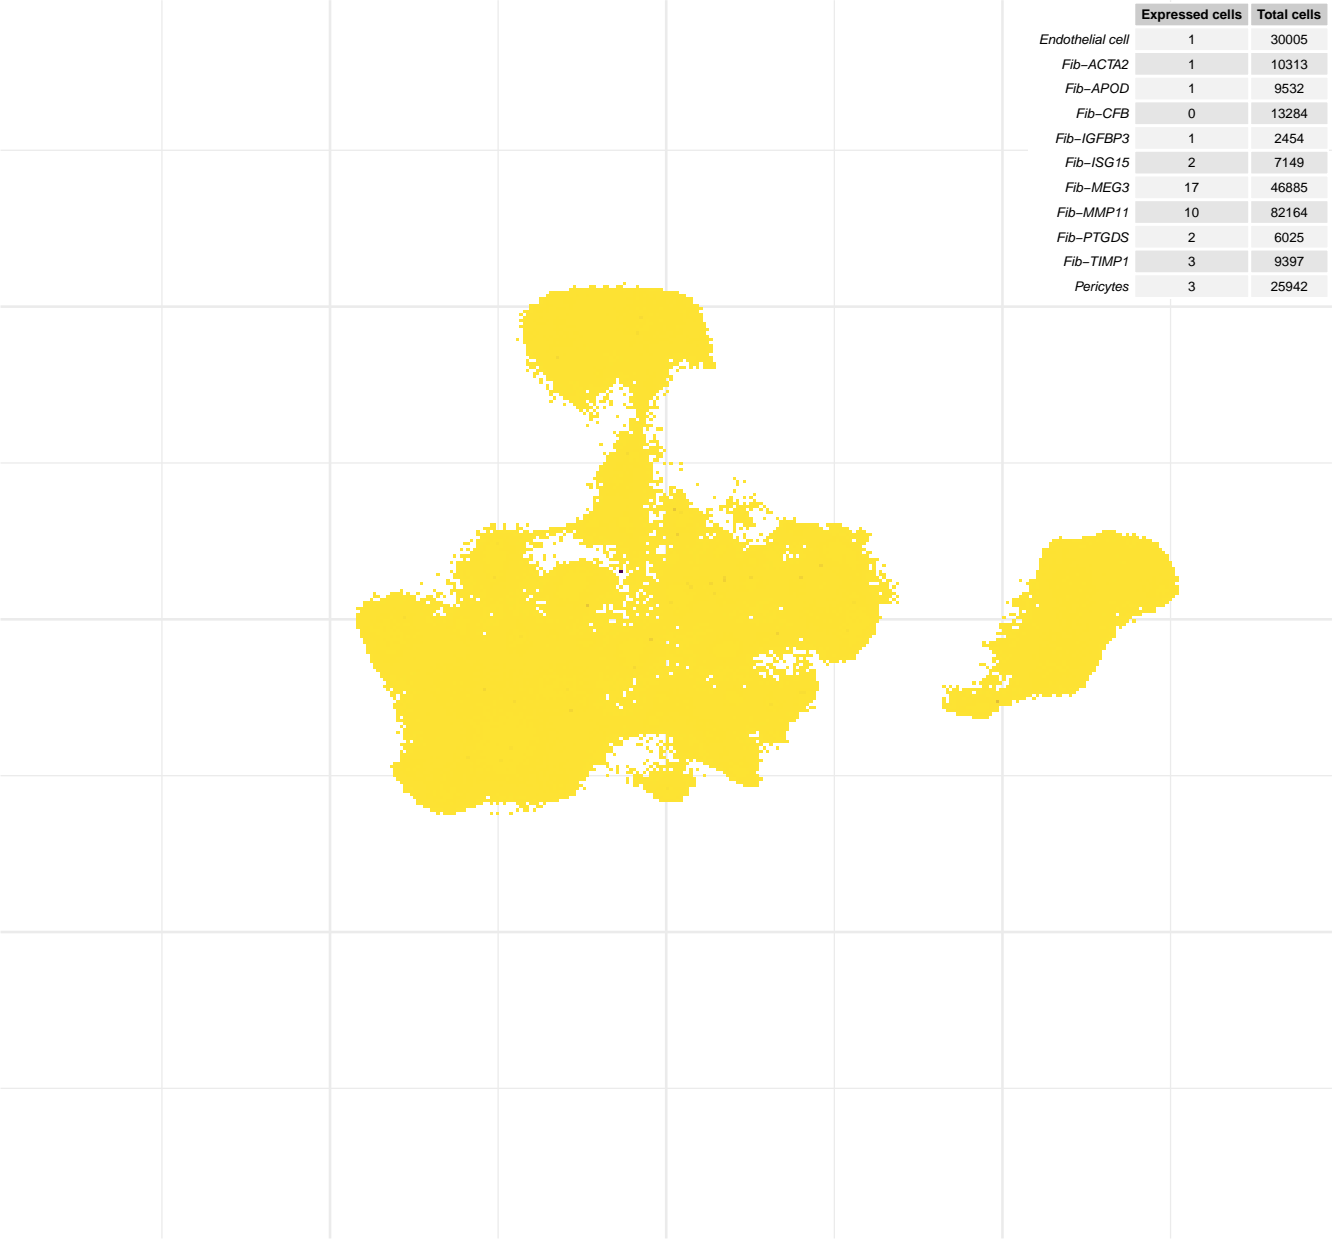 Expressed cells Total cells
Endothelial cell 1 30005
Fib−ACTA2 1 10313
Fib−APOD 1 9532
Fib−CFB 0 13284
Fib−IGFBP3 1 2454
Fib−ISG15 2 7149
Fib−MEG3 17 46885
Fib−MMP11 10 82164
Fib−PTGDS 2 6025
Fib−TIMP1 3 9397
Pericytes 3 25942